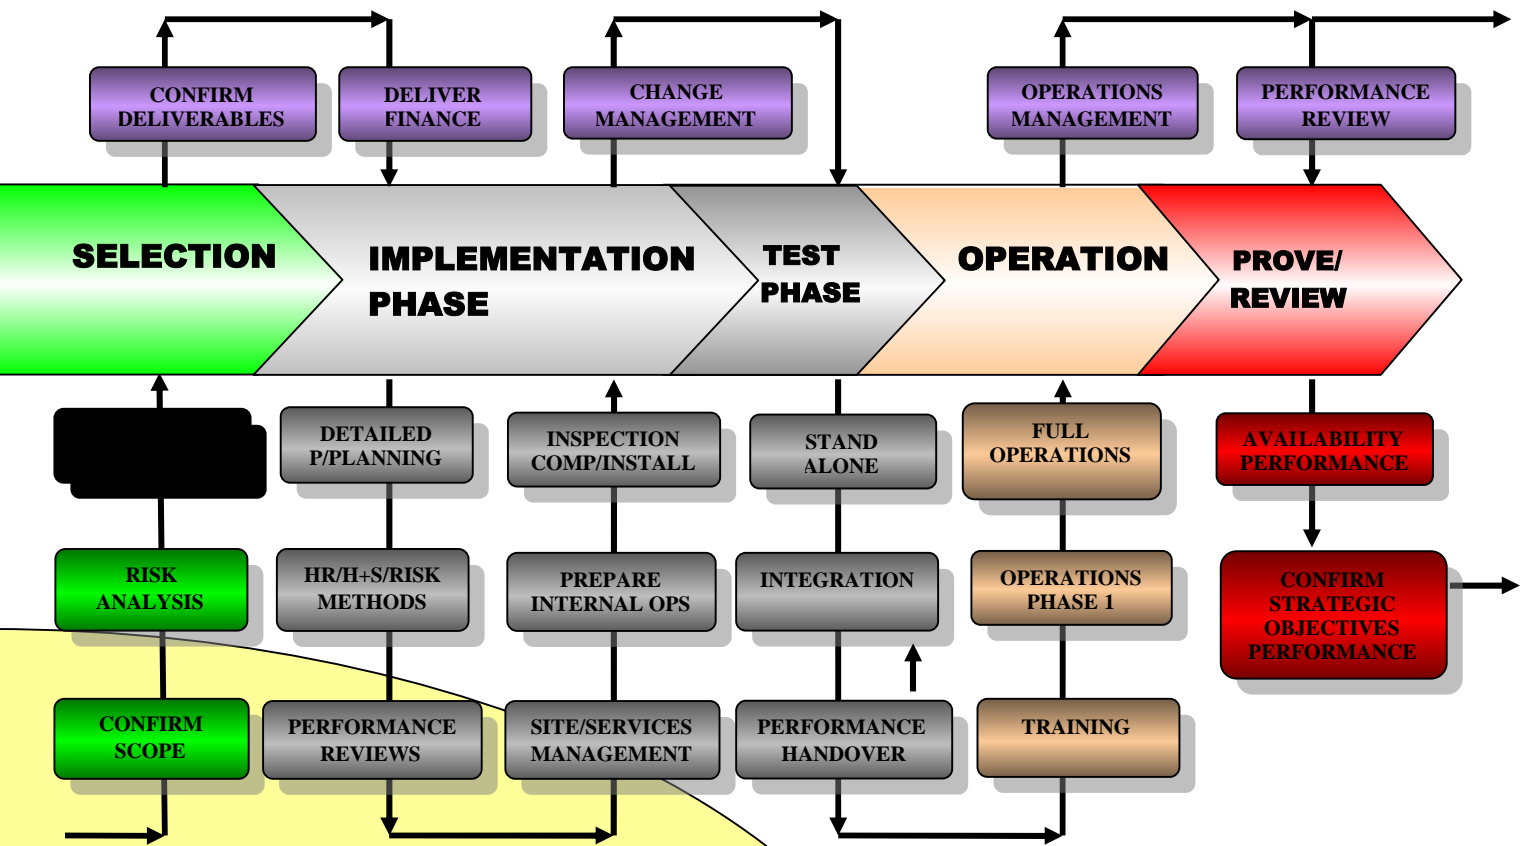 CONFIRM
DELIVERABLES
DELIVER
FINANCE
CHANGE
MANAGEMENT
OPERATIONS
MANAGEMENT
PERFORMANCE
REVIEW
SELECTION
IMPLEMENTATION
PHASE
TEST
PHASE
OPERATION
PROVE/
REVIEW
DETAILED
P/PLANNING
INSPECTION
COMP/INSTALL
STAND
ALONE
FULL
OPERATIONS
AVAILABILITY
PERFORMANCE
RISK
ANALYSIS
HR/H+S/RISK
METHODS
PREPARE
INTERNAL OPS
INTEGRATION
OPERATIONS
PHASE 1
CONFIRM
STRATEGIC
OBJECTIVES
PERFORMANCE
CONFIRM
SCOPE
PERFORMANCE
REVIEWS
SITE/SERVICES
MANAGEMENT
PERFORMANCE
HANDOVER
TRAINING